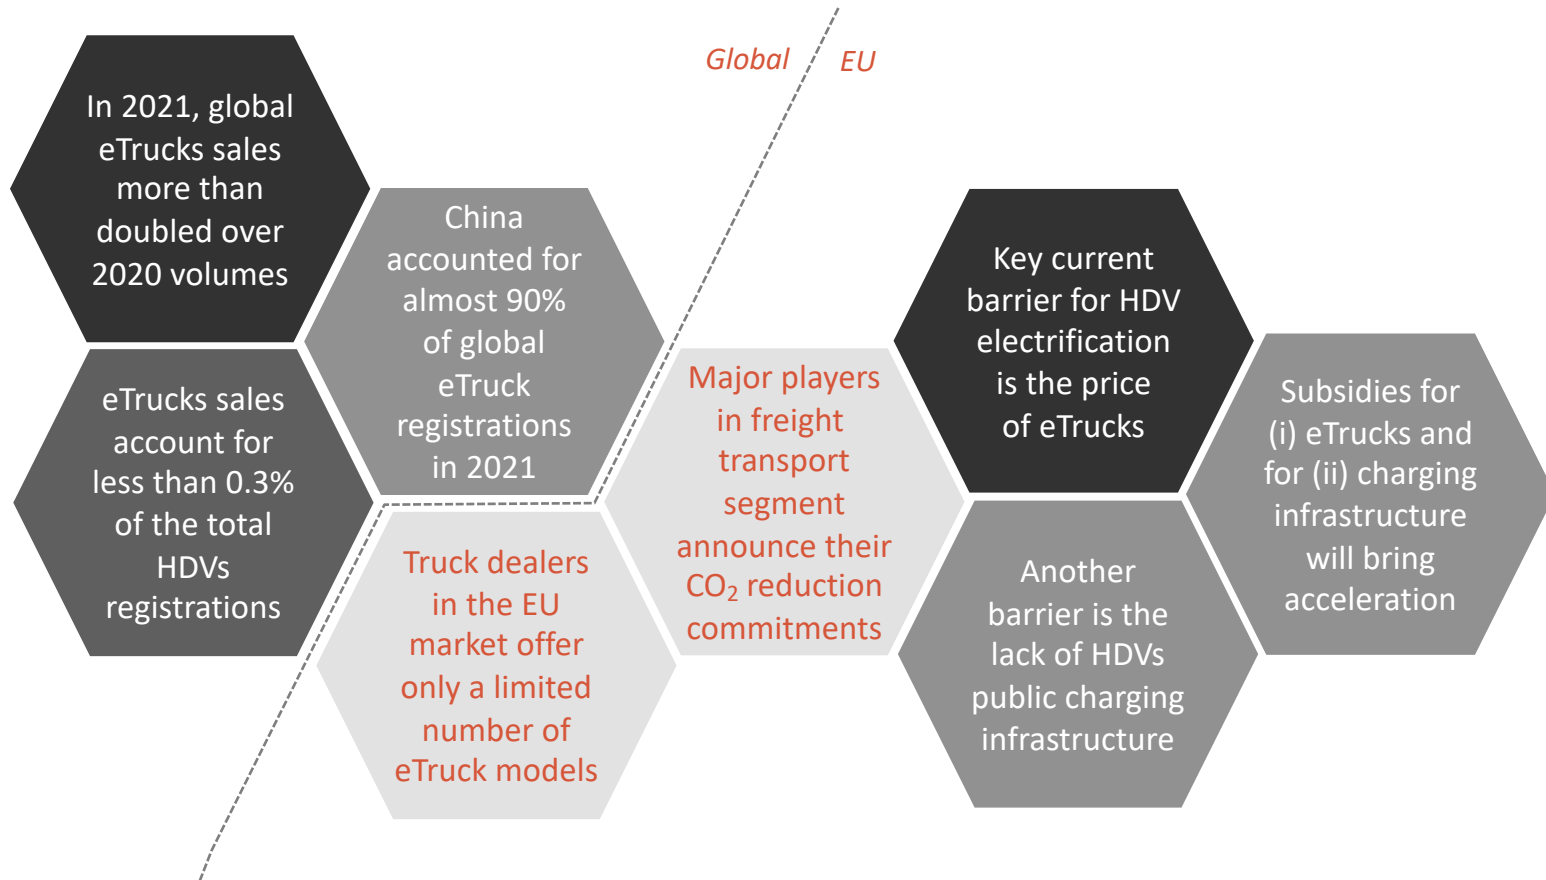 Global
EU
In 2021, global
eTrucks sales
more than
doubled over
2020 volumes
eTrucks sales
account for
less than 0.3%
of the total
HDVs
registrations
China
accounted for
almost 90%
of global
eTruck
registrations
in 2021
Truck dealers
in the EU
market offer
only a limited
number of
eTruck models
Major players
in freight
transport
segment
announce their
CO₂ reduction
commitments
Key current
barrier for HDV
electrification
is the price
of eTrucks
Another
barrier is the
lack of HDVs
public charging
infrastructure
Subsidies for
(i) eTrucks and
for (ii) charging
infrastructure
will bring
acceleration